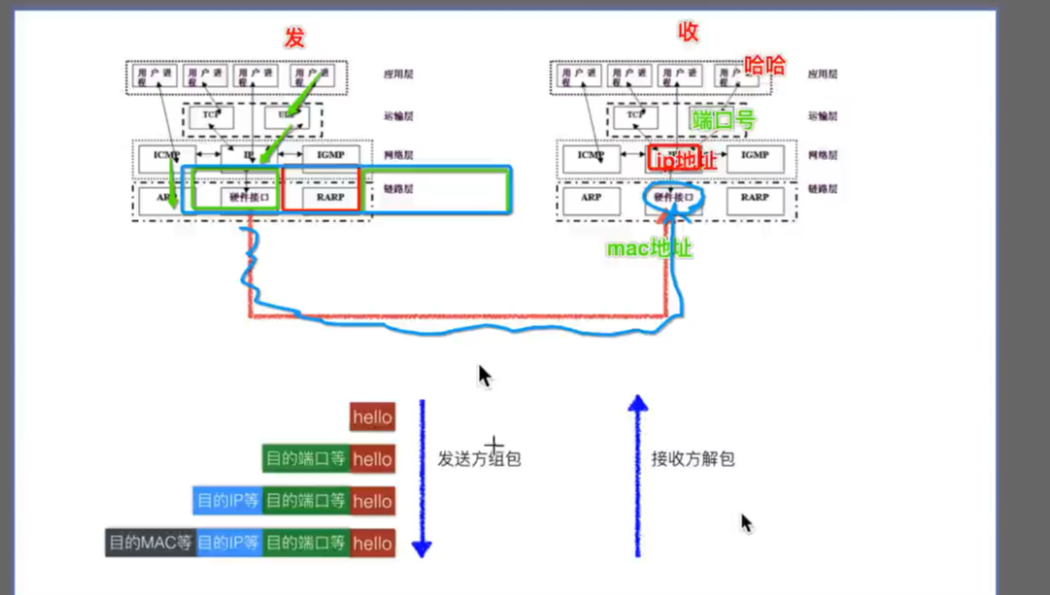 发 收
用户进程 用户进程 用户进程 用户进程 应用层 用户进程 用户进程 用户进程 用户进程 哈哈 应用层
TCP UDP 运输层 TCP 端口号 运输层
ICMP IP IGMP 网络层 ICMP ip地址 IGMP 网络层
链路层 链路层
硬件接口 RARP ARP 硬件接口 RARP
mac地址
hello
目的端口等 hello 发送方组包 接收方解包
目的IP等 目的端口等 hello
目的MAC等 目的IP等 目的端口等 hello